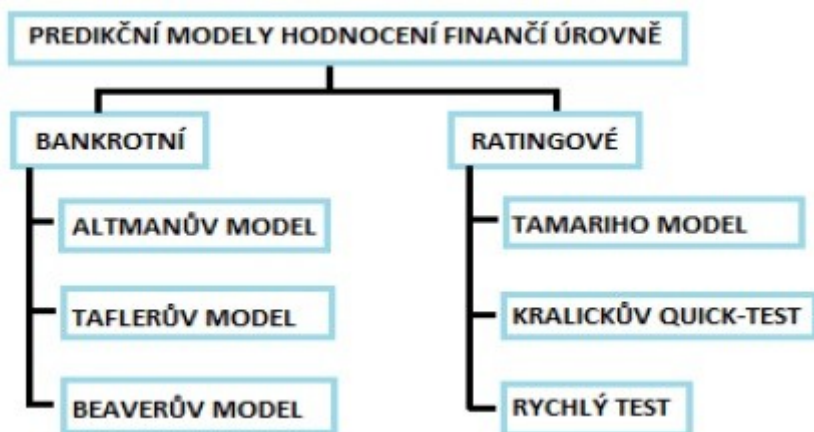 PREDIKČNÍ MODELY HODNOCENÍ FINANČÍ ÚROVNĚ
BANKROTNÍ
ALTMANŮV MODEL
TAFLERŮV MODEL
BEAVERŮV MODEL
RATINGOVÉ
TAMARIHO MODEL
KRALICKŮV QUICK-TEST
RYCHLÝ TEST